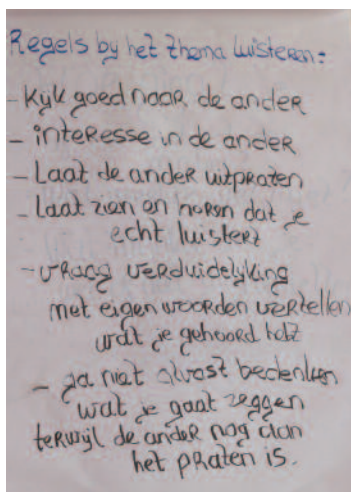 Regels by het thema luisteren:
- Kijk goed naar de ander
- interesse in de ander
- Laat de ander uitpraten
- Laat zien en horen dat je
echt luistert
- vraag verduidelyking
met eigen woorden vertellen
wat je gehoord hebt
- ga niet alvast bedenken
wat je gaat zeggen
terwijl de ander nog aan
het praten is.